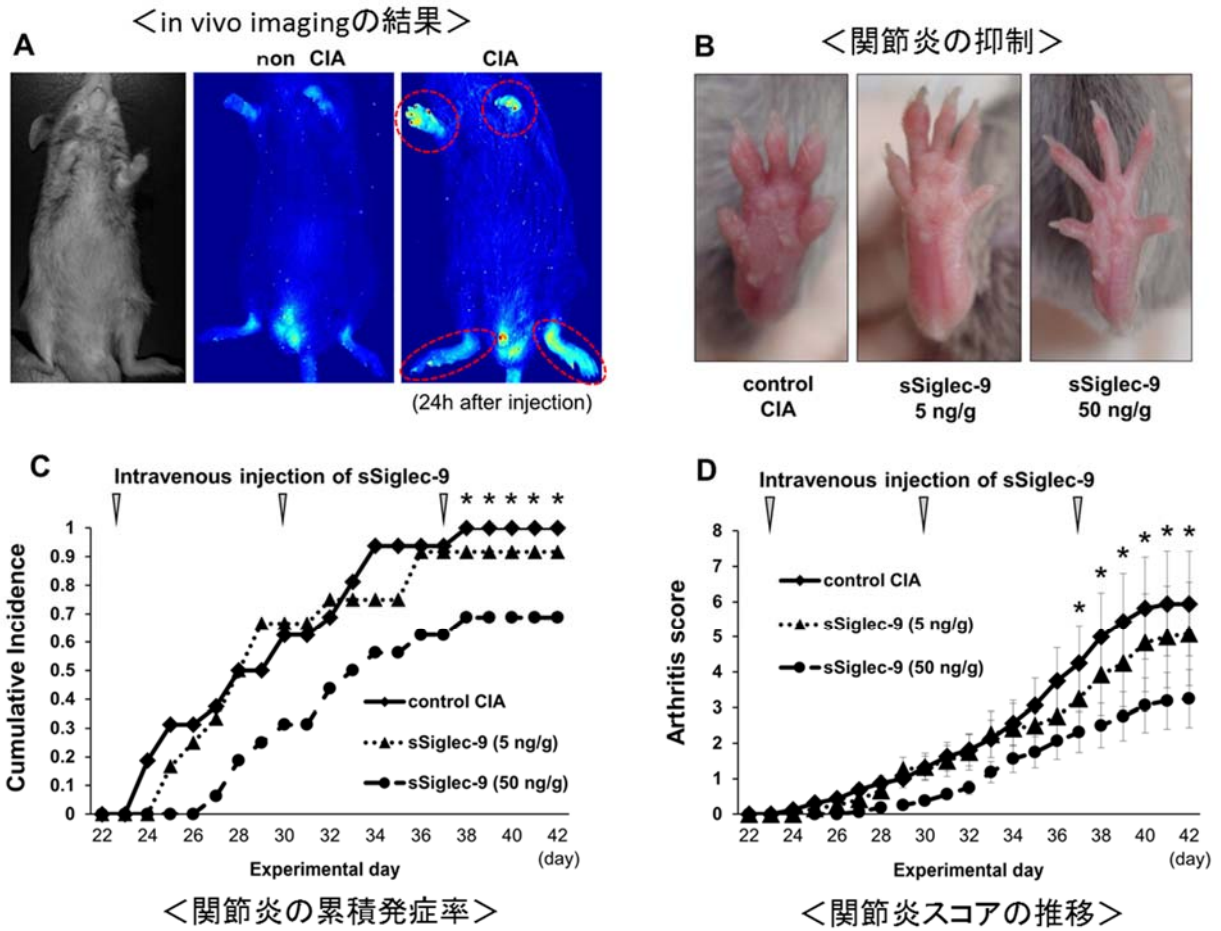 ＜in vivo imagingの結果＞
A
non CIA
CIA
(24h after injection)
B
＜関節炎の抑制＞
control
CIA
sSiglec-9
5 ng/g
sSiglec-9
50 ng/g
C
Intravenous injection of sSiglec-9
* * * * *
Cumulative Incidence
1
0.9
0.8
0.7
0.6
0.5
0.4
0.3
0.2
0.1
0
control CIA
sSiglec-9 (5 ng/g)
sSiglec-9 (50 ng/g)
22 24 26 28 30 32 34 36 38 40 42
(day)
Experimental day
＜関節炎の累積発症率＞
D
Intravenous injection of sSiglec-9
* * * * * *
Arthritis score
8
7
6
5
4
3
2
1
0
control CIA
sSiglec-9 (5 ng/g)
sSiglec-9 (50 ng/g)
22 24 26 28 30 32 34 36 38 40 42
(day)
Experimental day
＜関節炎スコアの推移＞